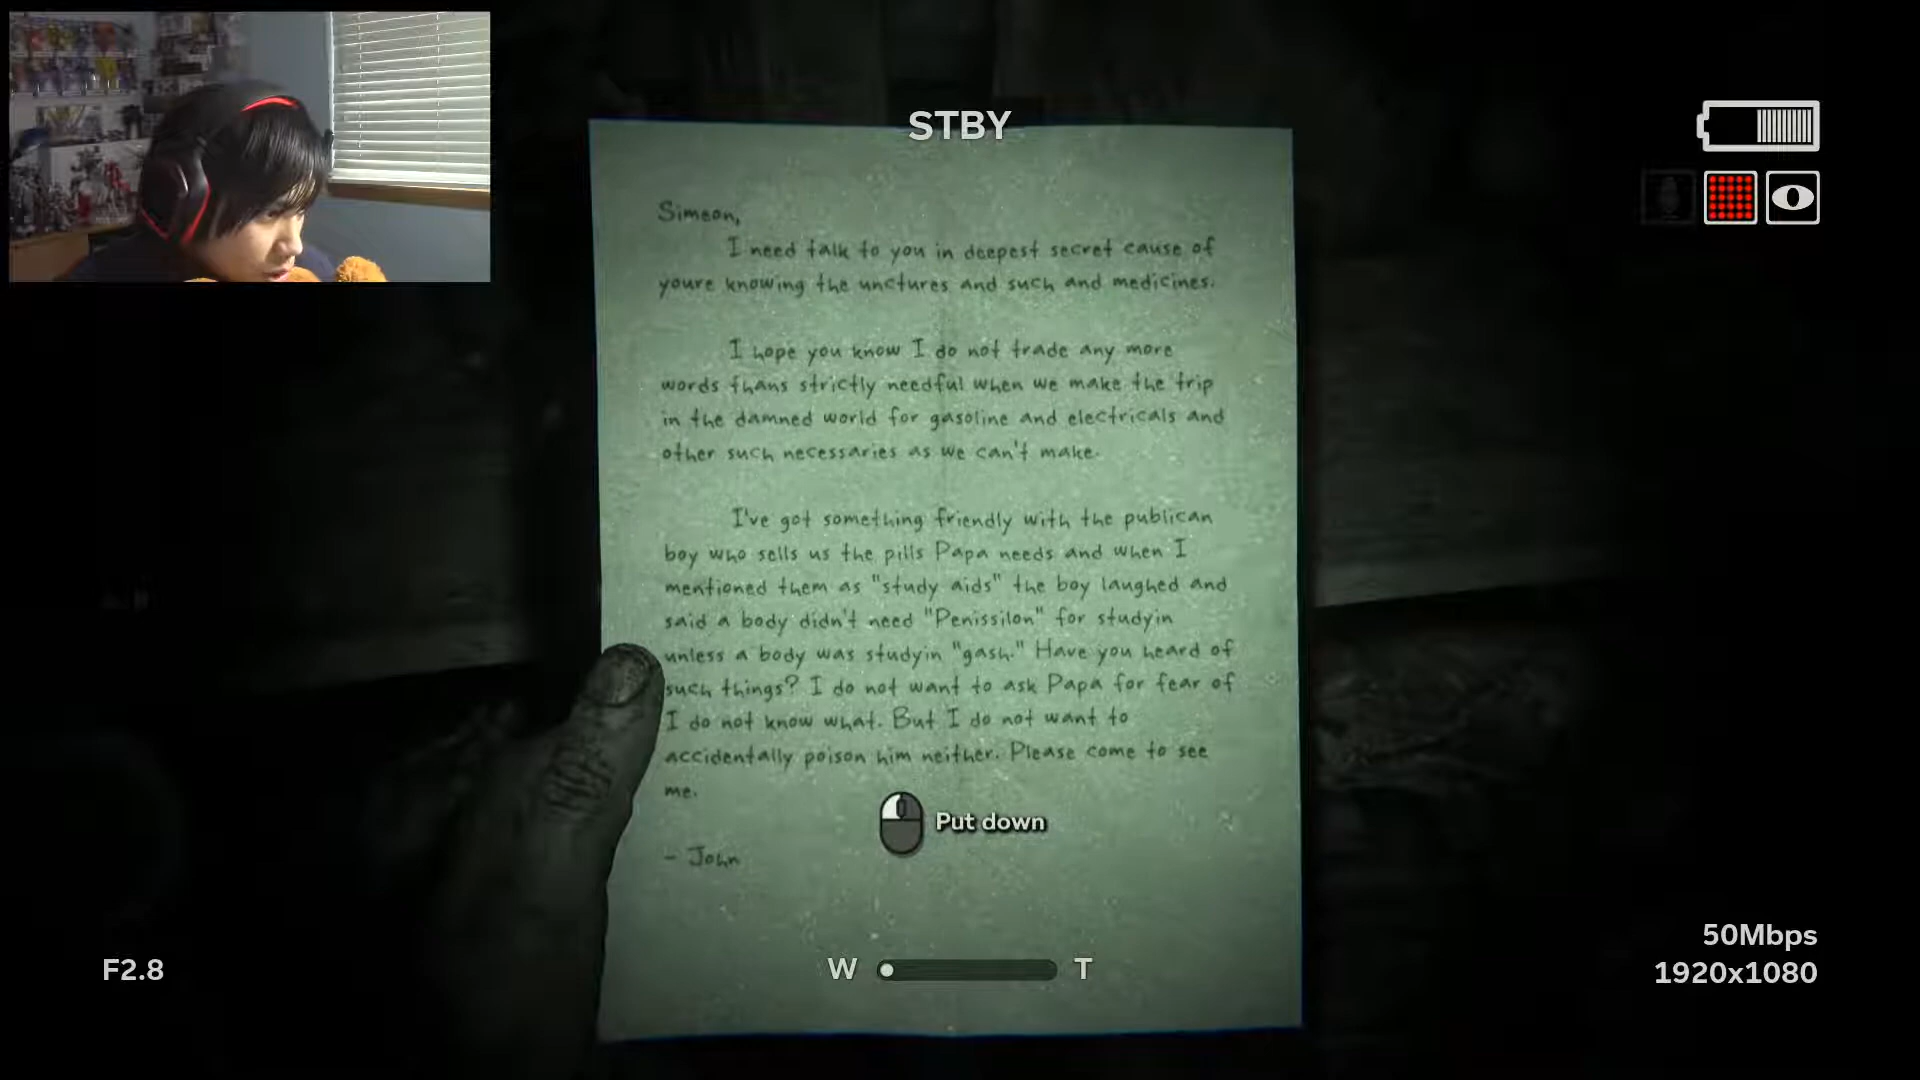 STBY
Simeon,
I need talk to you in deepest secret cause of
youre knowing the unctures and such and medicines.
I hope you know I do not trade any more
words thans strictly needful when we make the trip
in the damned world for gasoline and electricals and
other such necessaries as we can't make.
I've got something friendly with the publican
boy who sells us the pills Papa needs and when I
mentioned them as "study aids" the boy laughed and
said a body didn't need "Penissilon" for studyin
unless a body was studyin "gash." Have you heard of
such things? I do not want to ask Papa for fear of
I do not know what. But I do not want to
accidentally poison him neither. Please come to see
me.
Put down
- John
W T
F2.8
50Mbps
1920x1080